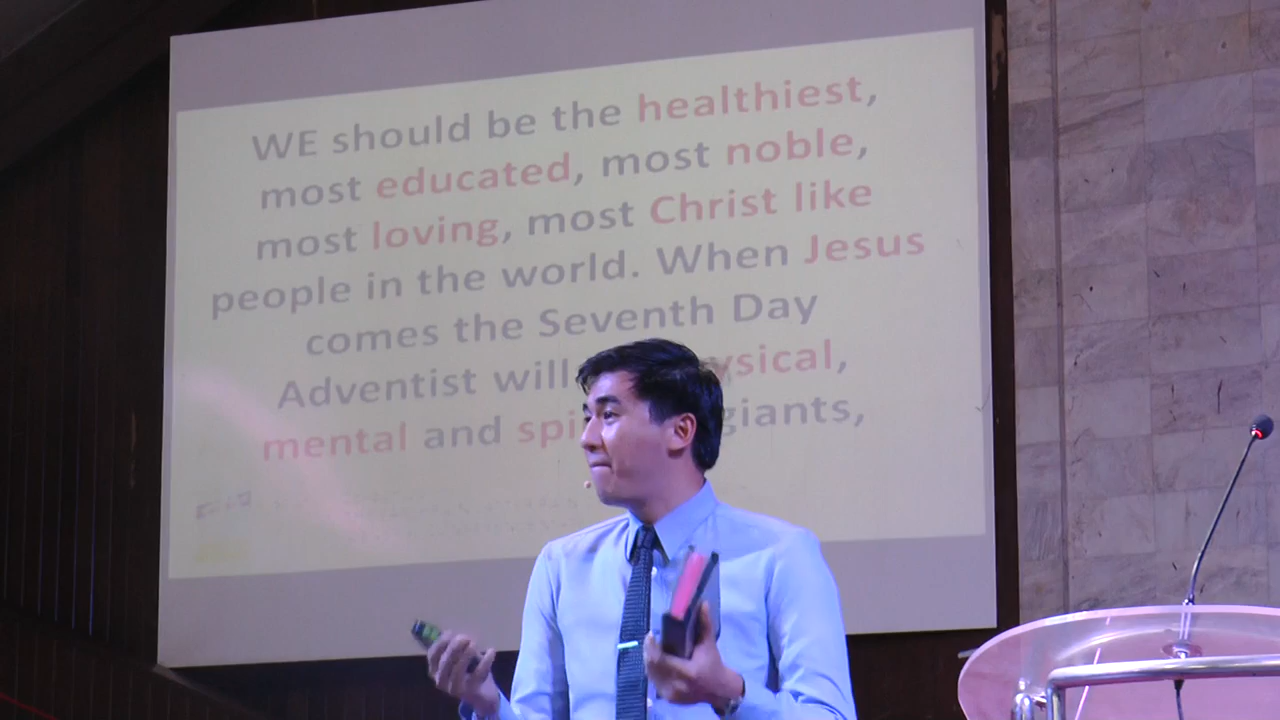 WE should be the healthiest,
most educated, most noble,
most loving, most Christ like
people in the world. When Jesus
comes the Seventh Day
Adventist will
mental and giants,